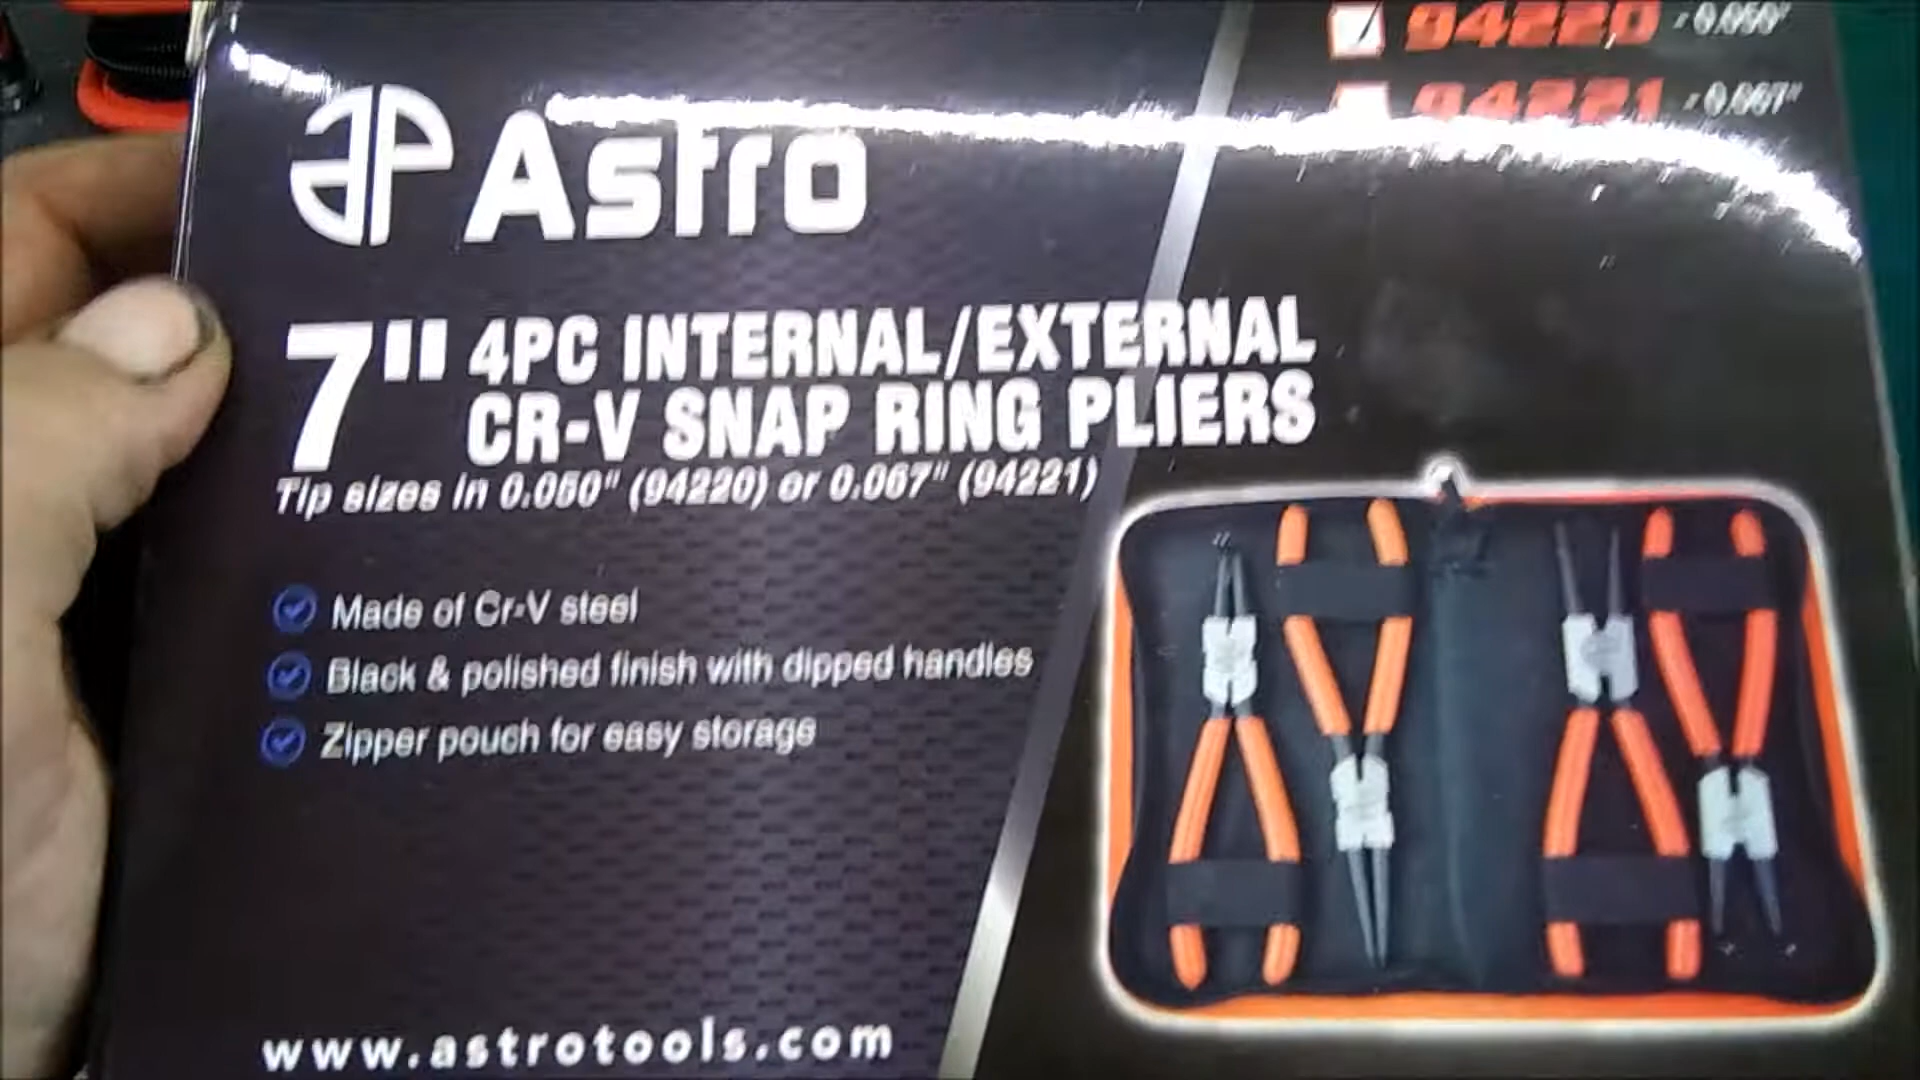 94220 - 0.050"
94221 - 0.067"
AP Astro
7" 4PC INTERNAL/EXTERNAL
CR-V SNAP RING PLIERS
Tip sizes in 0.050" (94220) or 0.067" (94221)
Made of Cr-V steel
Black & polished finish with dipped handles
Zipper pouch for easy storage
www.astrotools.com